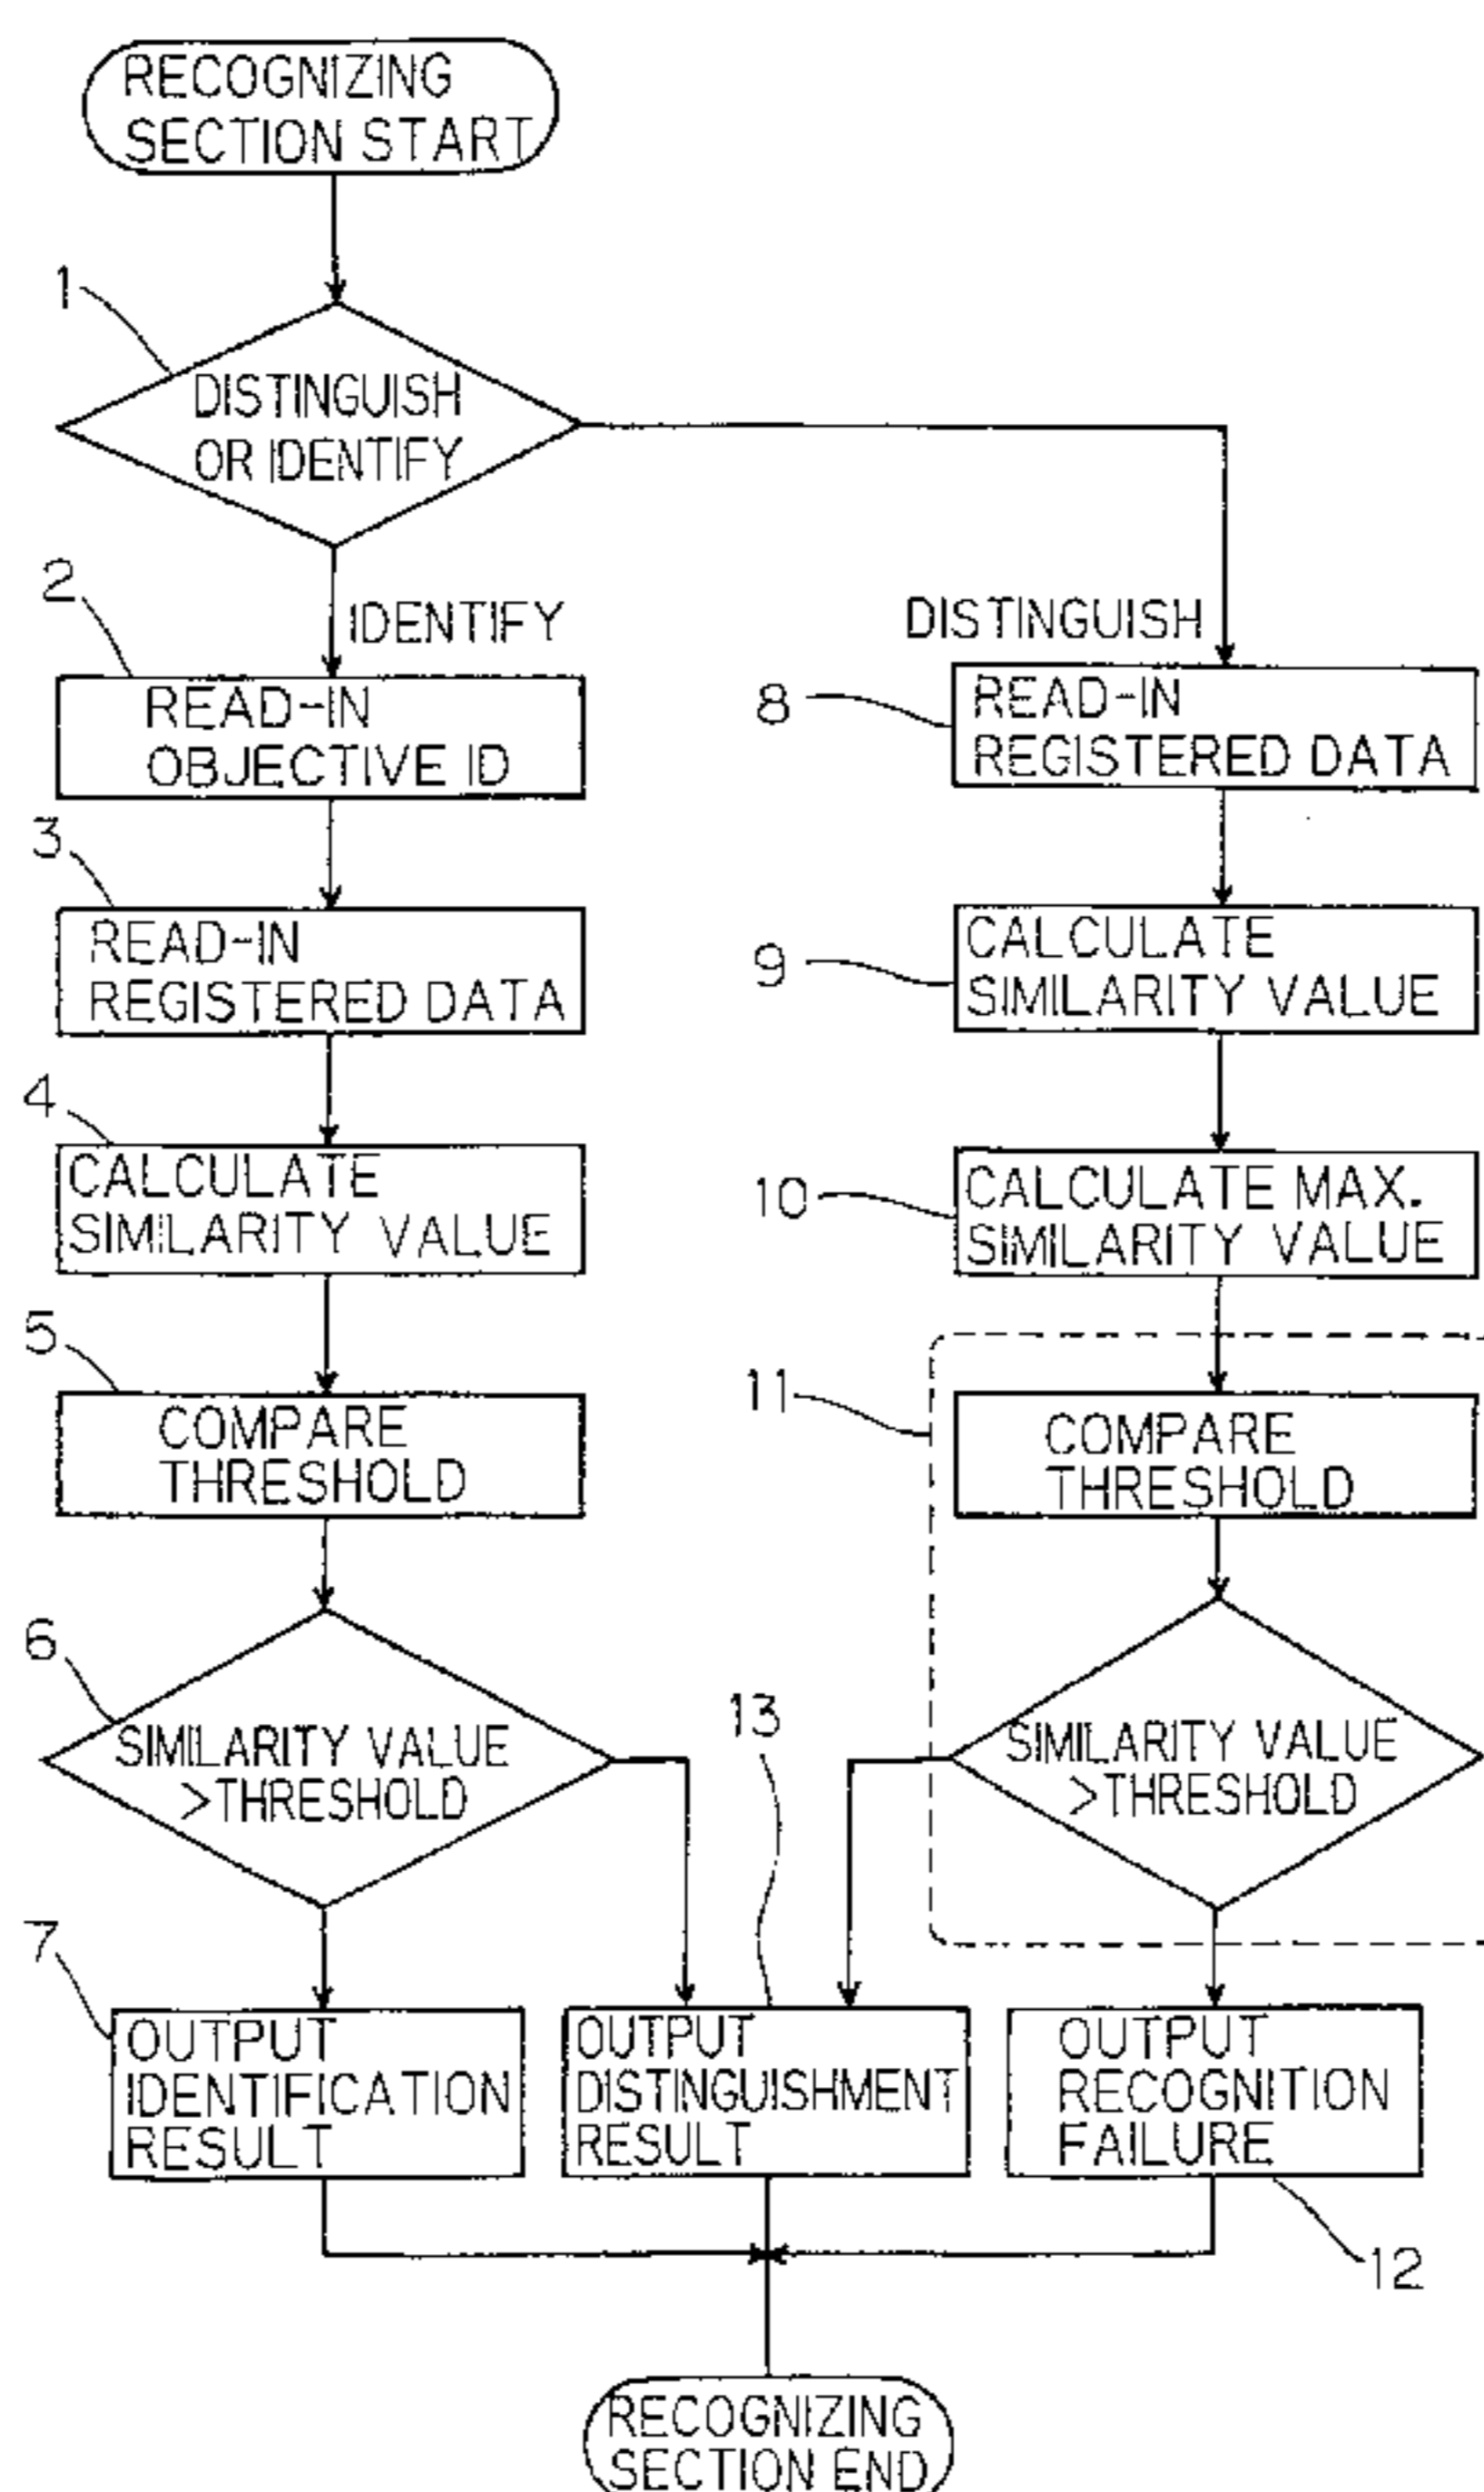 RECOGNIZING
SECTION START
1
DISTINGUISH
OR IDENTIFY
2
IDENTIFY
READ-IN
OBJECTIVE ID
3
READ-IN
REGISTERED DATA
4
CALCULATE
SIMILARITY VALUE
5
COMPARE
THRESHOLD
6
SIMILARITY VALUE
>THRESHOLD
7
OUTPUT
IDENTIFICATION
RESULT
DISTINGUISH
8
READ-IN
REGISTERED DATA
9
CALCULATE
SIMILARITY VALUE
10
CALCULATE MAX.
SIMILARITY VALUE
11
COMPARE
THRESHOLD
SIMILARITY VALUE
>THRESHOLD
13
OUTPUT
DISTINGUISHMENT
RESULT
OUTPUT
RECOGNITION
FAILURE
12
RECOGNIZING
SECTION END